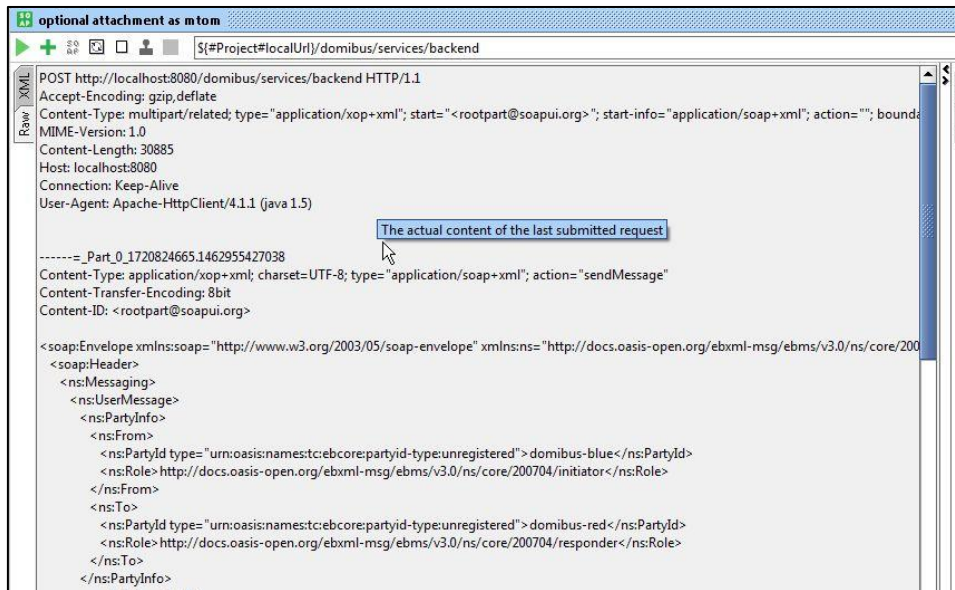 SO
AP
optional attachment as mtom
${#Project#localUrl}/domibus/services/backend
XML
Raw
POST http://localhost:8080/domibus/services/backend HTTP/1.1
Accept-Encoding: gzip,deflate
Content-Type: multipart/related; type="application/xop+xml"; start="<rootpart@soapui.org>"; start-info="application/soap+xml"; action=""; bounda
MIME-Version: 1.0
Content-Length: 30885
Host: localhost:8080
Connection: Keep-Alive
User-Agent: Apache-HttpClient/4.1.1 (java 1.5)
The actual content of the last submitted request
------=_Part_0_1720824665.1462955427038
Content-Type: application/xop+xml; charset=UTF-8; type="application/soap+xml"; action="sendMessage"
Content-Transfer-Encoding: 8bit
Content-ID: <rootpart@soapui.org>
<soap:Envelope xmlns:soap="http://www.w3.org/2003/05/soap-envelope" xmlns:ns="http://docs.oasis-open.org/ebxml-msg/ebms/v3.0/ns/core/200
<soap:Header>
<ns:Messaging>
<ns:UserMessage>
<ns:PartyInfo>
<ns:From>
<ns:PartyId type="urn:oasis:names:tc:ebcore:partyid-type:unregistered">domibus-blue</ns:PartyId>
<ns:Role>http://docs.oasis-open.org/ebxml-msg/ebms/v3.0/ns/core/200704/initiator</ns:Role>
</ns:From>
<ns:To>
<ns:PartyId type="urn:oasis:names:tc:ebcore:partyid-type:unregistered">domibus-red</ns:PartyId>
<ns:Role>http://docs.oasis-open.org/ebxml-msg/ebms/v3.0/ns/core/200704/responder</ns:Role>
</ns:To>
</ns:PartyInfo>